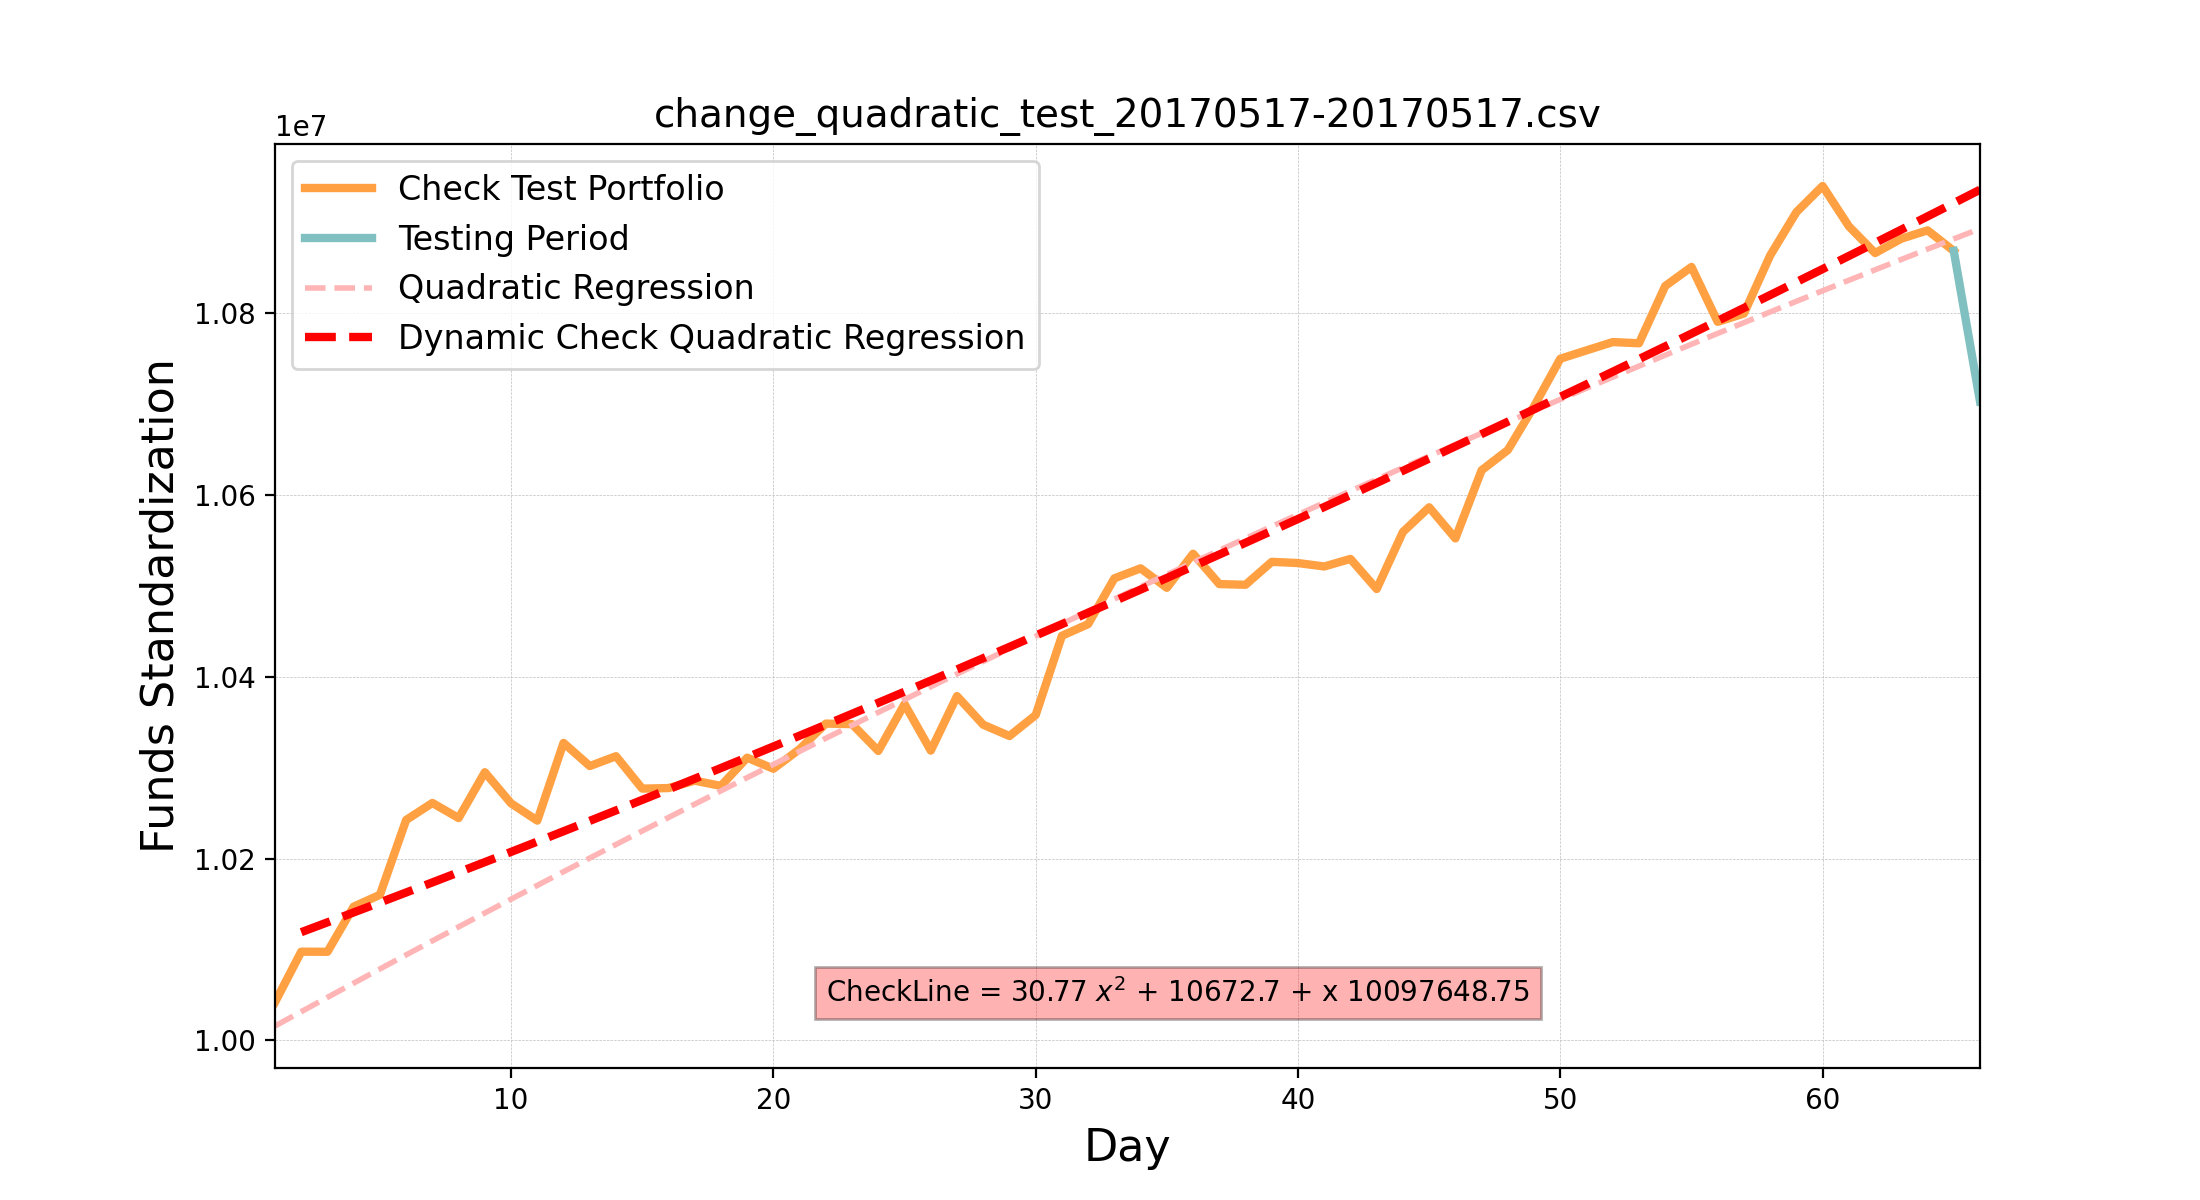 change_quadratic_test_20170517-20170517.csv
1e7
Check Test Portfolio
Testing Period
Quadratic Regression
Dynamic Check Quadratic Regression
1.08
1.06
1.04
1.02
1.00
Funds Standardization
CheckLine = 30.77 x² + 10672.7 + x 10097648.75
10 20 30 40 50 60
Day